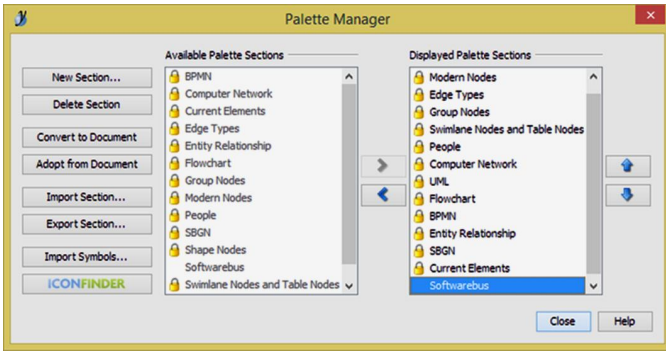 Palette Manager
Available Palette Sections
Displayed Palette Sections
New Section...
Delete Section
Convert to Document
Adopt from Document
Import Section...
Export Section...
Import Symbols...
ICONFINDER
BPMN
Computer Network
Current Elements
Edge Types
Entity Relationship
Flowchart
Group Nodes
Modern Nodes
People
SBGN
Shape Nodes
Softwarebus
Swimlane Nodes and Table Nodes
Modern Nodes
Edge Types
Group Nodes
Swimlane Nodes and Table Nodes
People
Computer Network
UML
Flowchart
BPMN
Entity Relationship
SBGN
Current Elements
Softwarebus
Close
Help